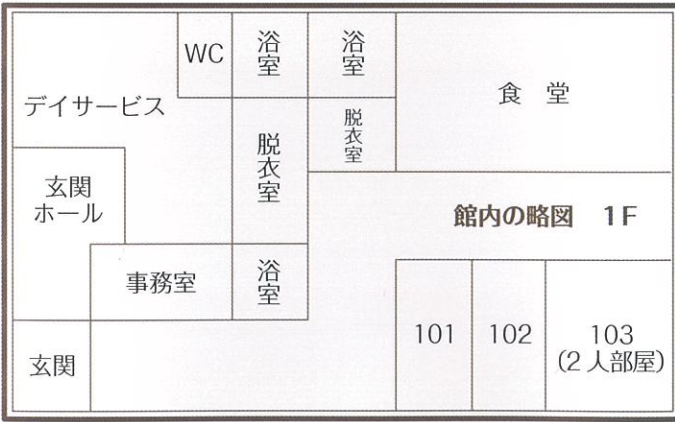 WC
浴室
浴室
食 堂
デイサービス
脱衣室
脱衣室
玄関
ホール
館内の略図 1F
事務室
浴室
101
102
103
(2人部屋)
玄関